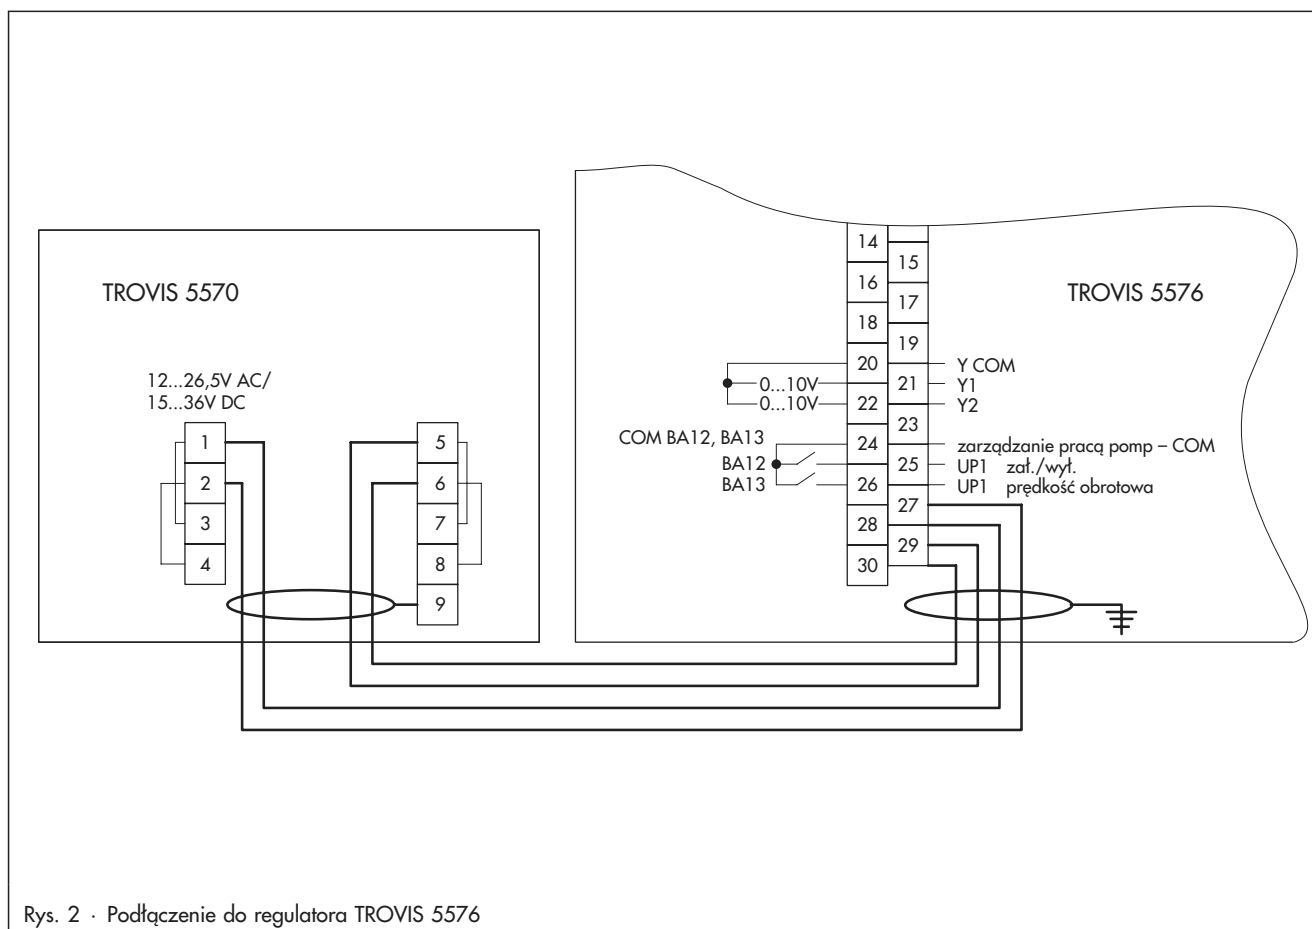 TROVIS 5570
12...26,5V AC/
15...36V DC
1
2
3
4
5
6
7
8
9
TROVIS 5576
14
15
16
17
18
19
20
21
22
23
24
25
26
27
28
29
30
0...10V
0...10V
COM BA12, BA13
BA12
BA13
Y COM
Y1
Y2
zarządzanie pracą pomp – COM
UP1 zał./wył.
UP1 prędkość obrotowa
Rys. 2 · Podłączenie do regulatora TROVIS 5576